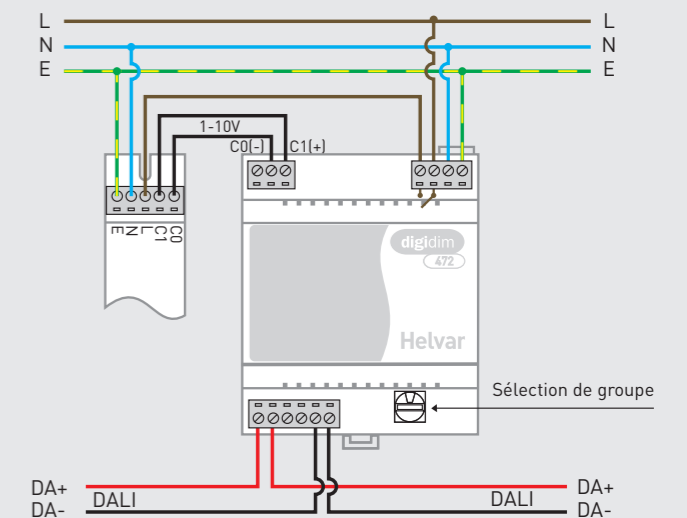 L
L
N
N
E
E
1-10V
C0(-)
C1(+)
E
N
L
C1
C0
digidim
472
Helvar
Sélection de groupe
DA+
DALI
DALI
DA+
DA-
DA-